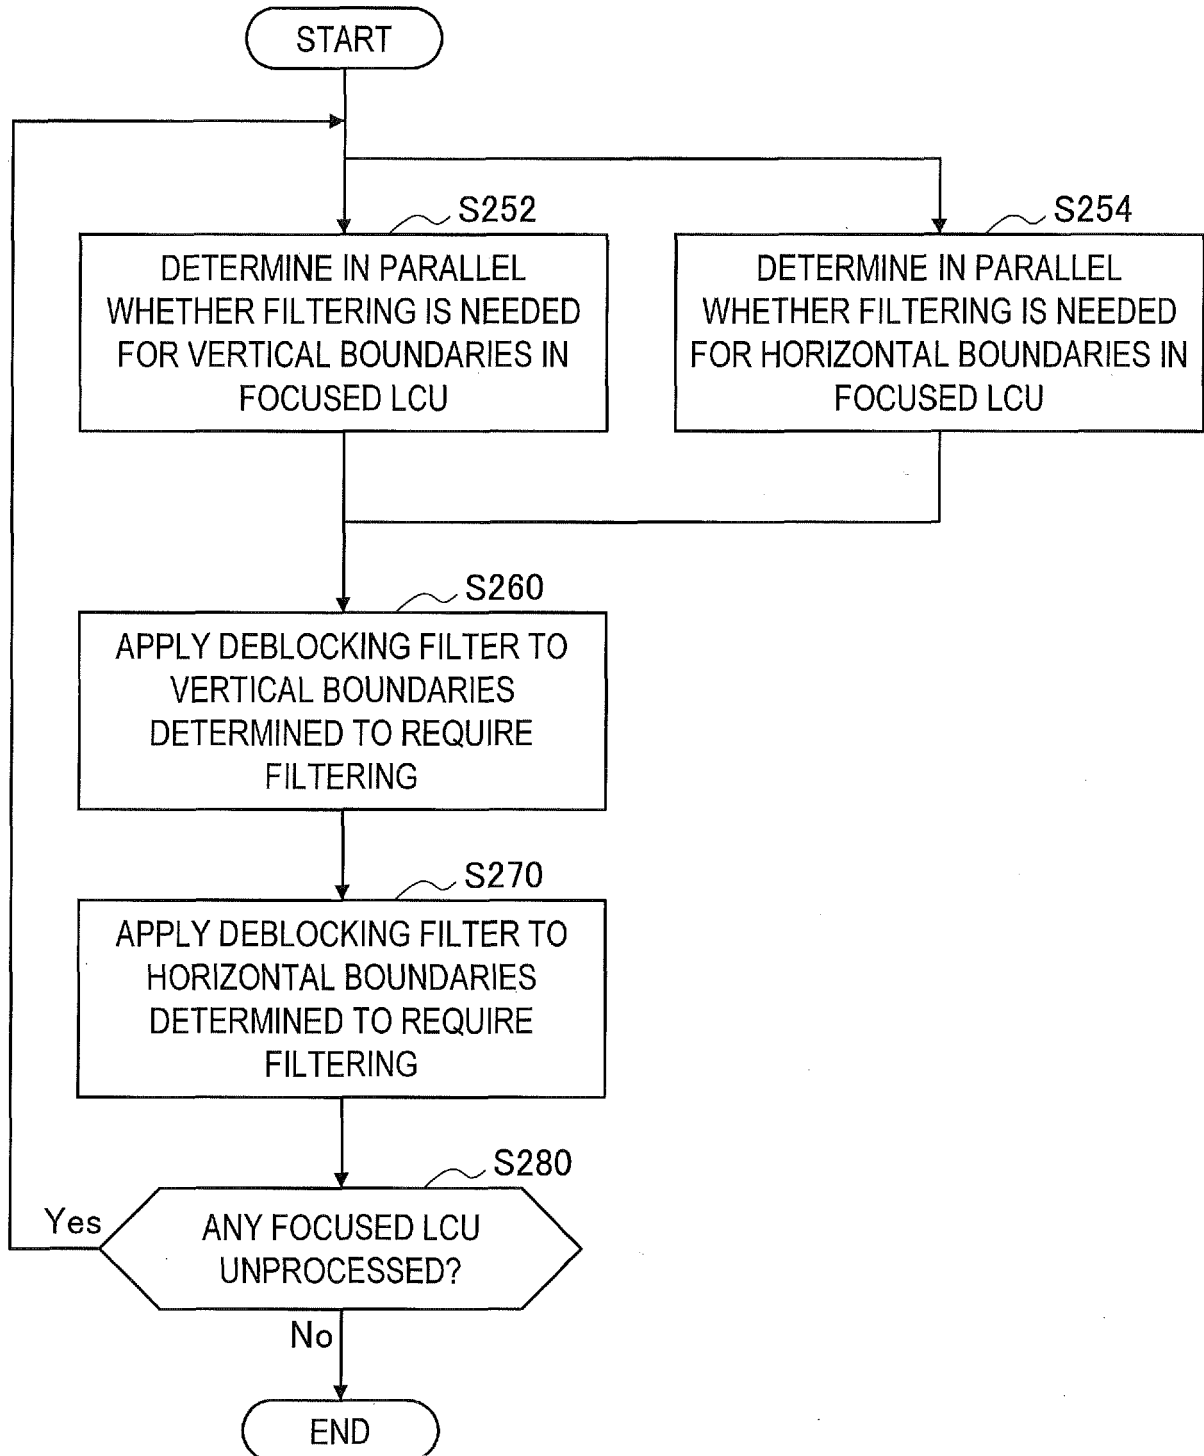 START
S252
DETERMINE IN PARALLEL
WHETHER FILTERING IS NEEDED
FOR VERTICAL BOUNDARIES IN
FOCUSED LCU
S254
DETERMINE IN PARALLEL
WHETHER FILTERING IS NEEDED
FOR HORIZONTAL BOUNDARIES IN
FOCUSED LCU
S260
APPLY DEBLOCKING FILTER TO
VERTICAL BOUNDARIES
DETERMINED TO REQUIRE
FILTERING
S270
APPLY DEBLOCKING FILTER TO
HORIZONTAL BOUNDARIES
DETERMINED TO REQUIRE
FILTERING
S280
Yes
ANY FOCUSED LCU
UNPROCESSED?
No
END